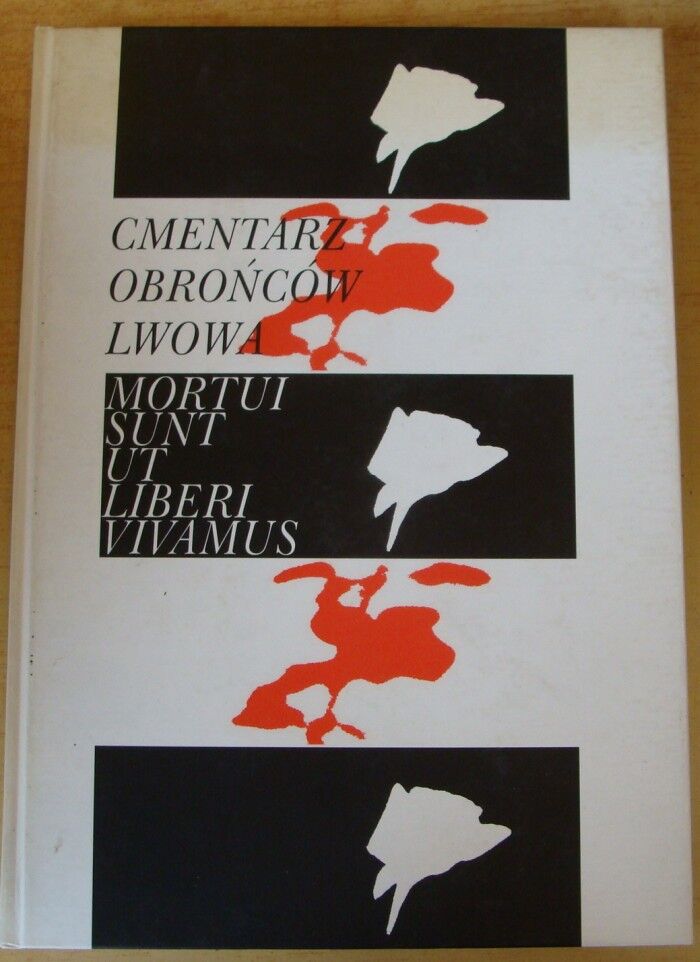 CMENTARZ
OBROŃCÓW
LWOWA
MORTUI
SUNT
UT
LIBERI
VIVAMUS